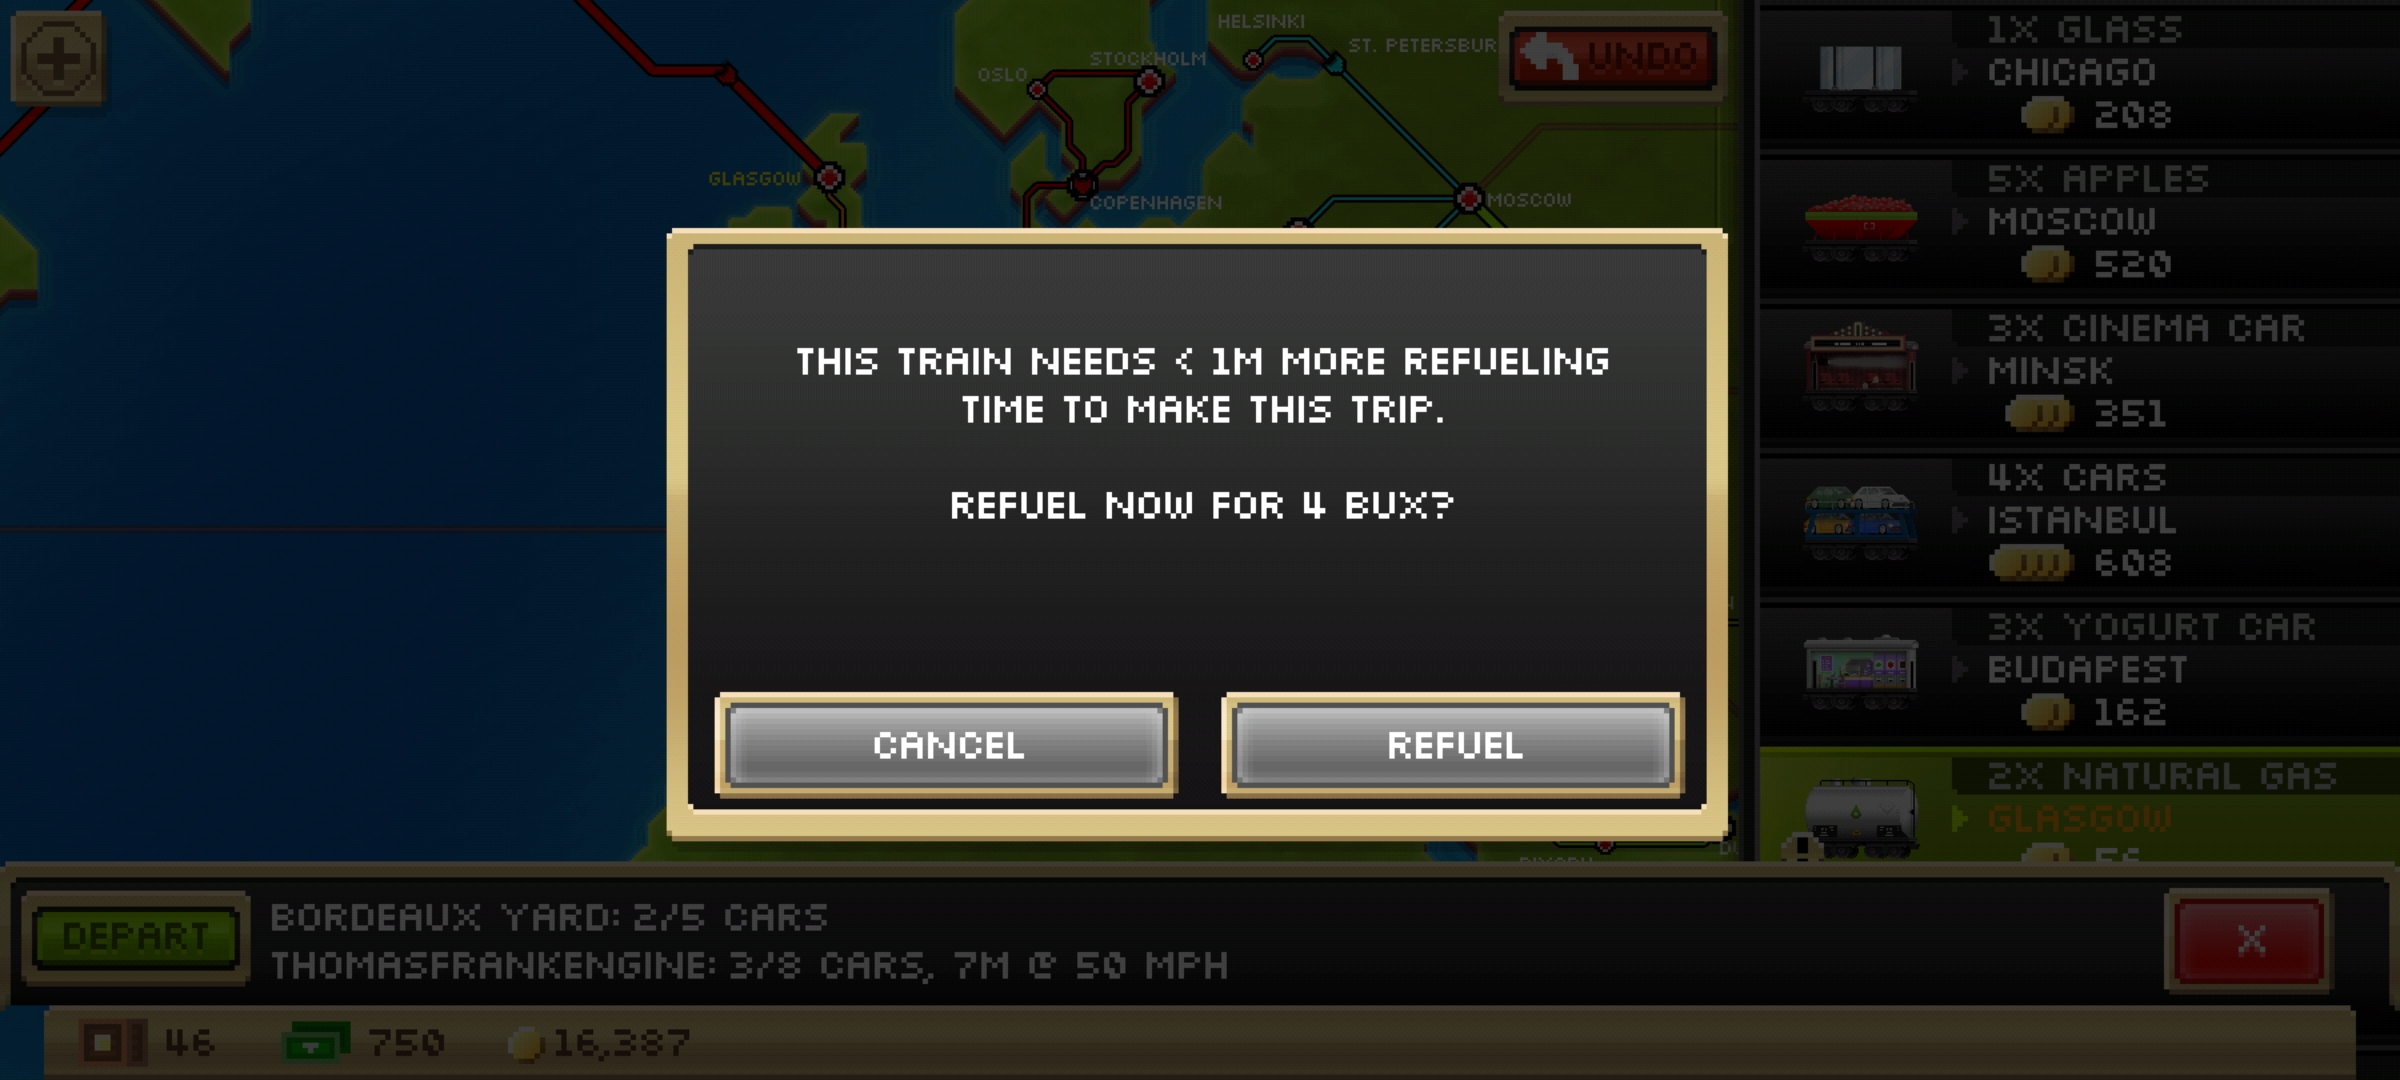 HELSINKI
STOCKHOLM
ST. PETERSBUR
OSLO
GLASGOW
COPENHAGEN
MOSCOW
UNDO
1X GLASS
CHICAGO
208
5X APPLES
MOSCOW
520
3X CINEMA CAR
MINSK
351
4X CARS
ISTANBUL
608
3X YOGURT CAR
BUDAPEST
162
2X NATURAL GAS
GLASGOW
56
THIS TRAIN NEEDS < 1M MORE REFUELING
TIME TO MAKE THIS TRIP.
REFUEL NOW FOR 4 BUX?
CANCEL
REFUEL
DEPART
BORDEAUX YARD: 2/5 CARS
THOMASFRANKENGINE: 3/8 CARS, 7M @ 50 MPH
X
46
750
16,387